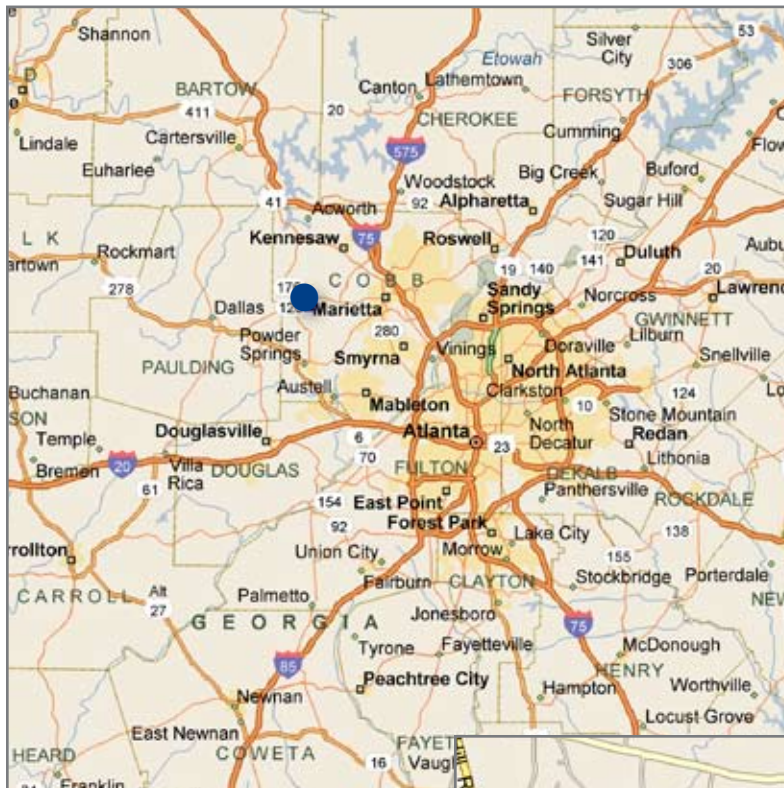 Shannon
Silver
City
53
306
Etowah
Lathemtown
Canton
BARTOW
411
20
FORSYTH
CHEROKEE
Cumming
Lindale
Cartersville
575
Euharlee
Big Creek
Buford
Woodstock
92
Alpharetta
Sugar Hill
41
Acworth
Kennesaw
75
Roswell
120
Duluth
141
19
140
20
Rockmart
278
COBB
Sandy
Springs
Norcross
Dallas
Marietta
GWINNETT
Powder
Springs
280
Smyrna
Vinings
Doraville
Lilburn
PAULDING
North Atlanta
Snellville
Austell
Mableton
Clarkston
124
Buchanan
10
Stone Mountain
North
Decatur
Redan
Temple
Douglasville
6
Atlanta
23
Bremen
20
Villa
Rica
DOUGLAS
70
FULTON
DEKALB
Lithonia
61
154
East Point
Panthersville
ROCKDALE
92
Forest Park
Lake City
138
Union City
Morrow
155
Fairburn
CLAYTON
Stockbridge
Porterdale
CARROLL
Alt
27
Palmetto
Jonesboro
GEORGIA
75
Tyrone
Fayetteville
McDonough
85
HENRY
Peachtree City
Hampton
Worthville
Newnan
East Newnan
Locust Grove
COWETA
HEARD
16
Franklin